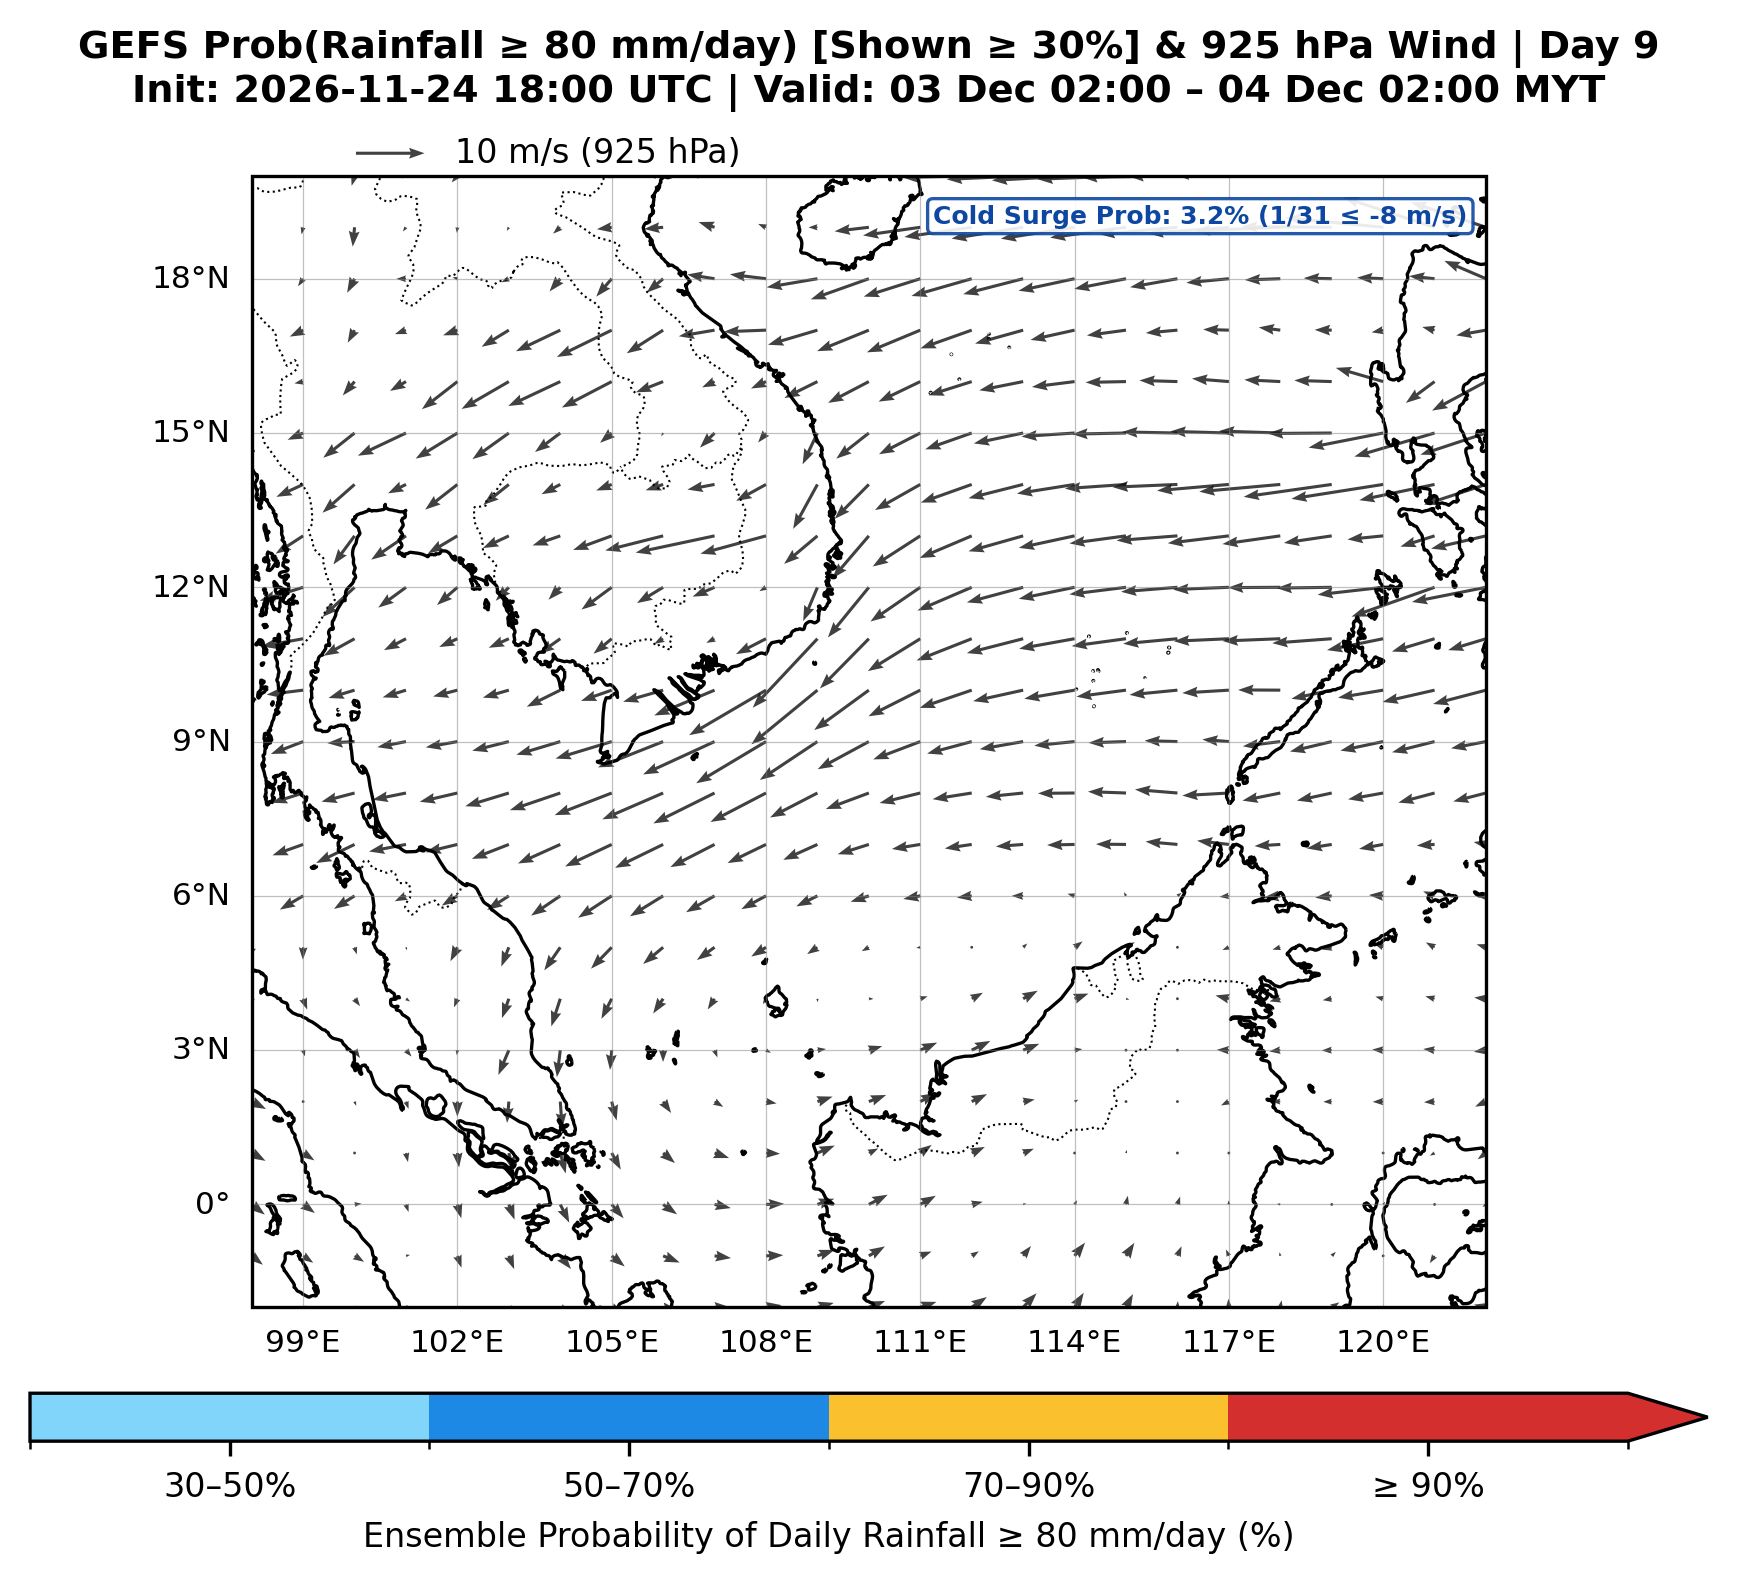 GEFS Prob(Rainfall ≥ 80 mm/day) [Shown ≥ 30%] & 925 hPa Wind | Day 9
Init: 2026-11-24 18:00 UTC | Valid: 03 Dec 02:00 – 04 Dec 02:00 MYT
10 m/s (925 hPa)
Cold Surge Prob: 3.2% (1/31 ≤ -8 m/s)
18°N
15°N
12°N
9°N
6°N
3°N
0°
99°E 102°E 105°E 108°E 111°E 114°E 117°E 120°E
30–50% 50–70% 70–90% ≥ 90%
Ensemble Probability of Daily Rainfall ≥ 80 mm/day (%)